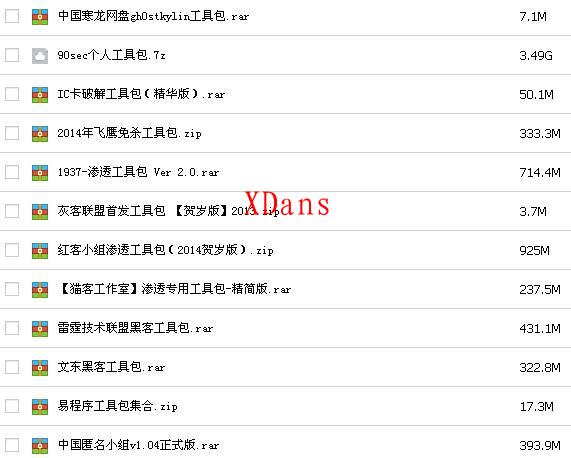 中国寒龙网盘gh0stkylin工具包.rar 7.1M
90sec个人工具包.7z 3.49G
IC卡破解工具包(精华版).rar 50.1M
2014年飞鹰免杀工具包.zip 333.3M
1937-渗透工具包 Ver 2.0.rar 714.4M
灰客联盟首发工具包 【贺岁版】201 .zip 3.7M
XDans
红客小组渗透工具包(2014贺岁版).zip 925M
【猫客工作室】渗透专用工具包-精简版.rar 237.5M
雷霆技术联盟黑客工具包.rar 431.1M
文东黑客工具包.rar 322.8M
易程序工具包集合.zip 17.3M
中国匿名小组v1.04正式版.rar 393.9M